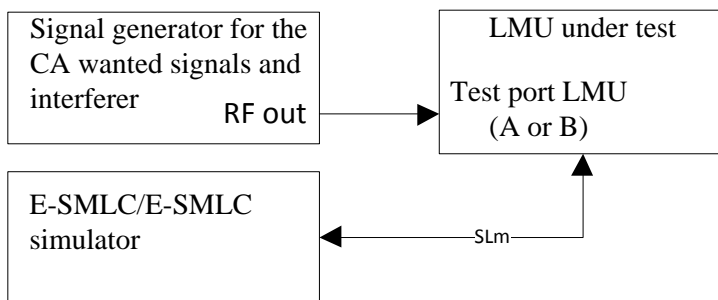 Signal generator for the
CA wanted signals and
interferer
RF out
LMU under test
Test port LMU
(A or B)
E-SMLC/E-SMLC
simulator
SLm